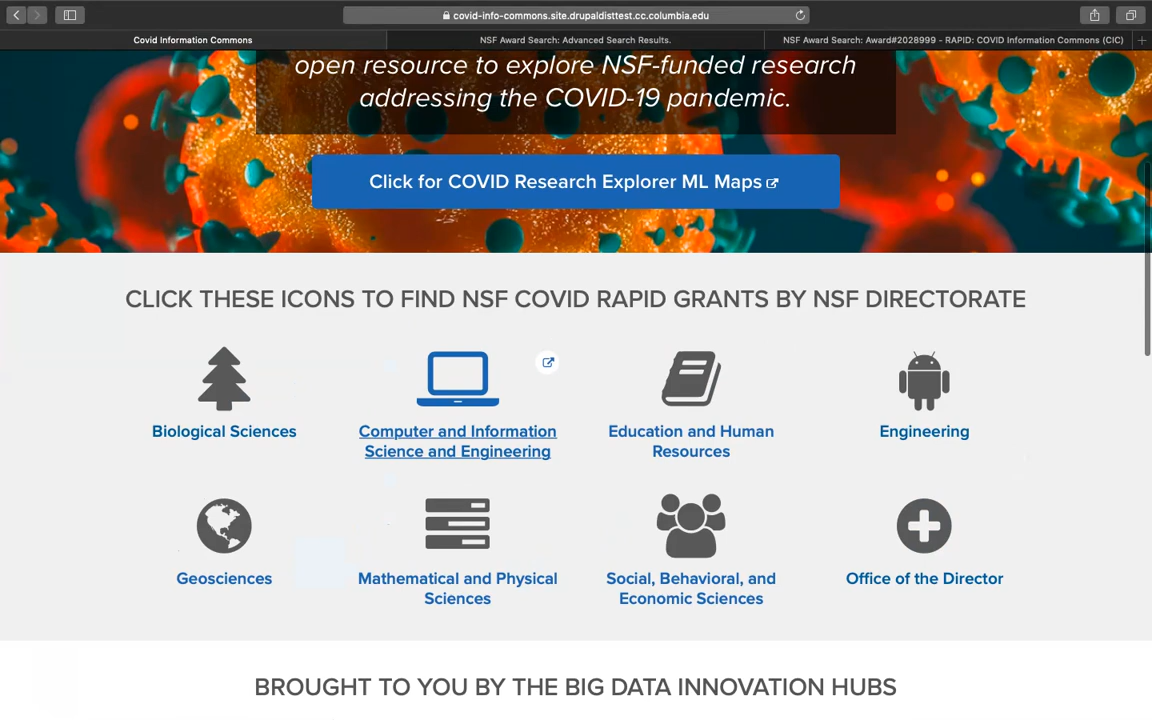 covid-info-commons.site.drupaldisttest.cc.columbia.edu
Covid Information Commons
NSF Award Search: Advanced Search Results.
NSF Award Search: Award#2028999 - RAPID: COVID Information Commons (CIC)
open resource to explore NSF-funded research
addressing the COVID-19 pandemic.
Click for COVID Research Explorer ML Maps
CLICK THESE ICONS TO FIND NSF COVID RAPID GRANTS BY NSF DIRECTORATE
Biological Sciences
Computer and Information
Science and Engineering
Education and Human
Resources
Engineering
Geosciences
Mathematical and Physical
Sciences
Social, Behavioral, and
Economic Sciences
Office of the Director
BROUGHT TO YOU BY THE BIG DATA INNOVATION HUBS